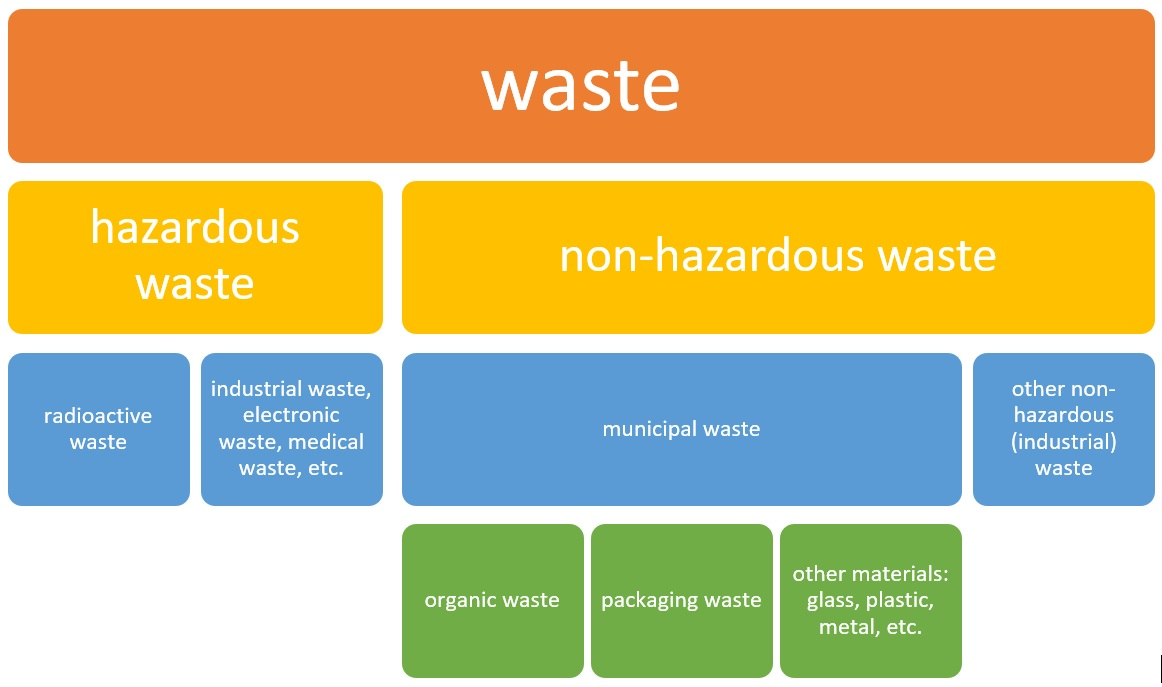 waste
hazardous
waste
non-hazardous waste
radioactive
waste
industrial waste,
electronic
waste, medical
waste, etc.
municipal waste
other non-
hazardous
(industrial)
waste
organic waste
packaging waste
other materials:
glass, plastic,
metal, etc.